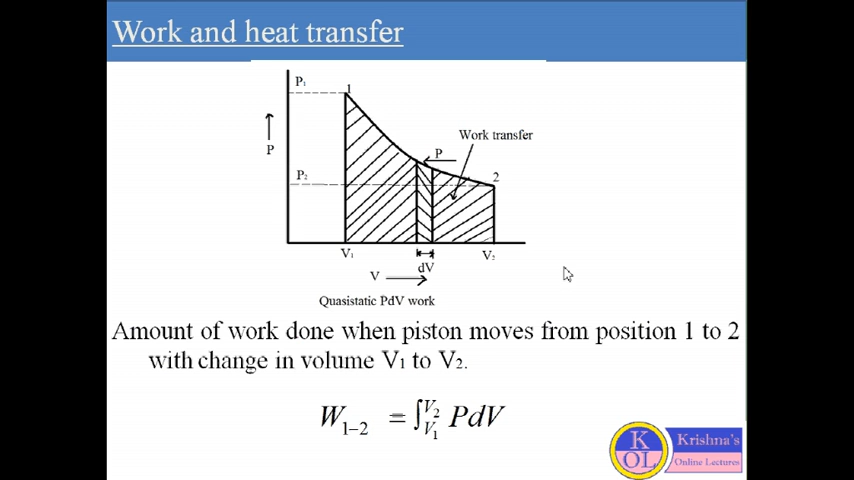 Work and heat transfer
P₁
1
Work transfer
P
P
P₂
2
V₁
dV
V₂
V
Quasistatic PdV work
Amount of work done when piston moves from position 1 to 2
with change in volume V₁ to V₂.
W₁₋₂ = ∫V₁V₂ PdV
K
OL
Krishna's
Online Lectures